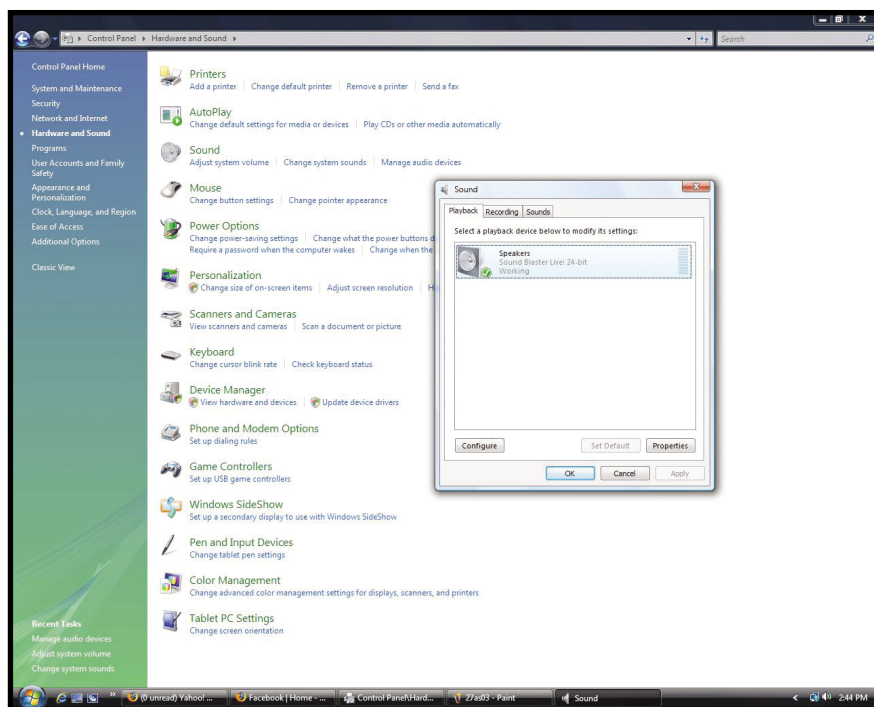 Control Panel ▸ Hardware and Sound ▸
Search
Control Panel Home
System and Maintenance
Security
Network and Internet
Hardware and Sound
Programs
User Accounts and Family
Safety
Appearance and
Personalization
Clock, Language, and Region
Ease of Access
Additional Options
Classic View
Recent Tasks
Manage audio devices
Adjust system volume
Change system sounds
Printers
Add a printer | Change default printer | Remove a printer | Send a fax
AutoPlay
Change default settings for media or devices | Play CDs or other media automatically
Sound
Adjust system volume | Change system sounds | Manage audio devices
Mouse
Change button settings | Change pointer appearance
Power Options
Change power-saving settings | Change what the power buttons d
Require a password when the computer wakes | Change when the
Personalization
Change size of on-screen items | Adjust screen resolution | H
Scanners and Cameras
View scanners and cameras | Scan a document or picture
Keyboard
Change cursor blink rate | Check keyboard status
Device Manager
View hardware and devices | Update device drivers
Phone and Modem Options
Set up dialing rules
Game Controllers
Set up USB game controllers
Windows SideShow
Set up a secondary display to use with Windows SideShow
Pen and Input Devices
Change tablet pen settings
Color Management
Change advanced color management settings for displays, scanners, and printers
Tablet PC Settings
Change screen orientation
Sound
Playback Recording Sounds
Select a playback device below to modify its settings:
Speakers
Sound Blaster Live! 24-bit
Working
Configure Set Default Properties
OK Cancel Apply
(0 unread) Yahoo! ... Facebook | Home - ... Control Panel\Hard... 27as03 - Paint Sound 2:44 PM